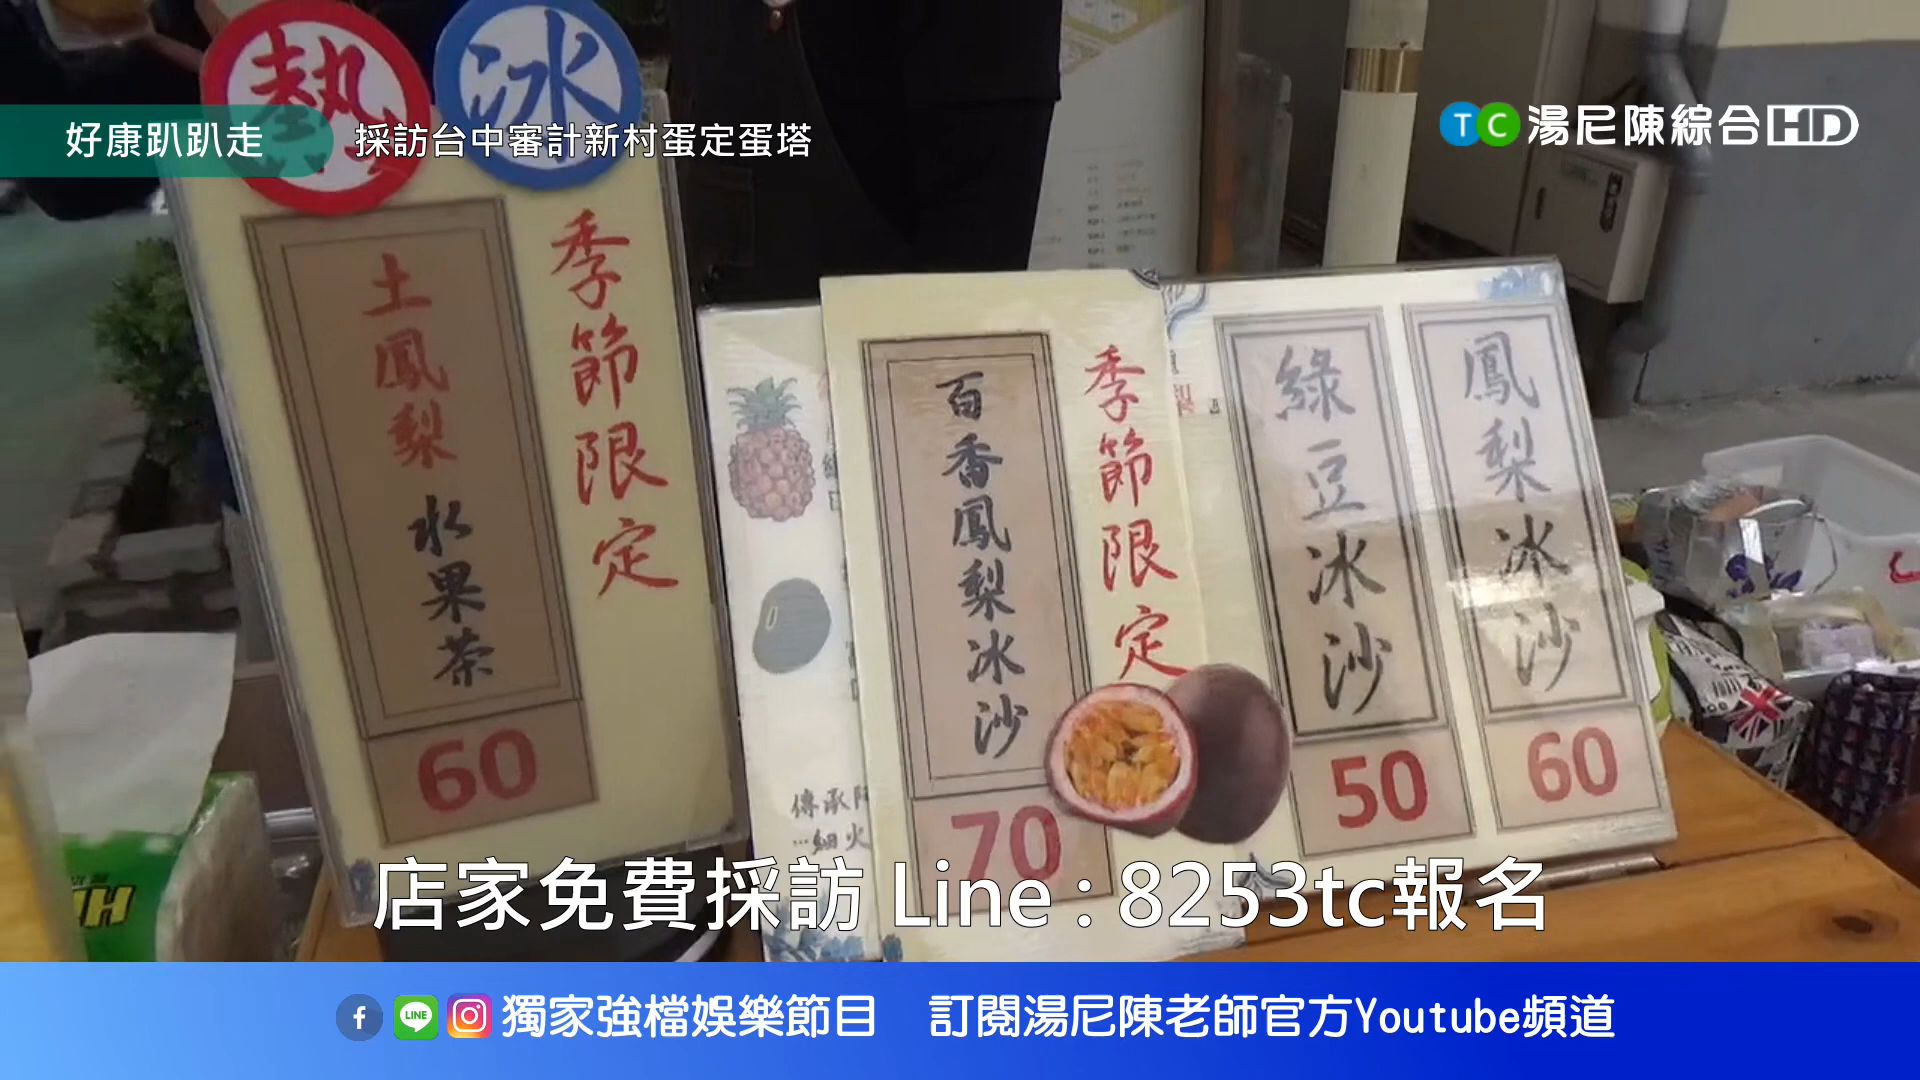 熱
冰
好康趴趴走
採訪台中審計新村蛋定蛋塔
TC湯尼陳綜合HD
季節限定
土鳳梨水果茶
60
季節限定
百香鳳梨冰沙
70
綠豆冰沙
50
鳳梨冰沙
60
傳承
店家免費採訪 Line : 8253tc報名
LINE
獨家強檔娛樂節目 訂閱湯尼陳老師官方Youtube頻道